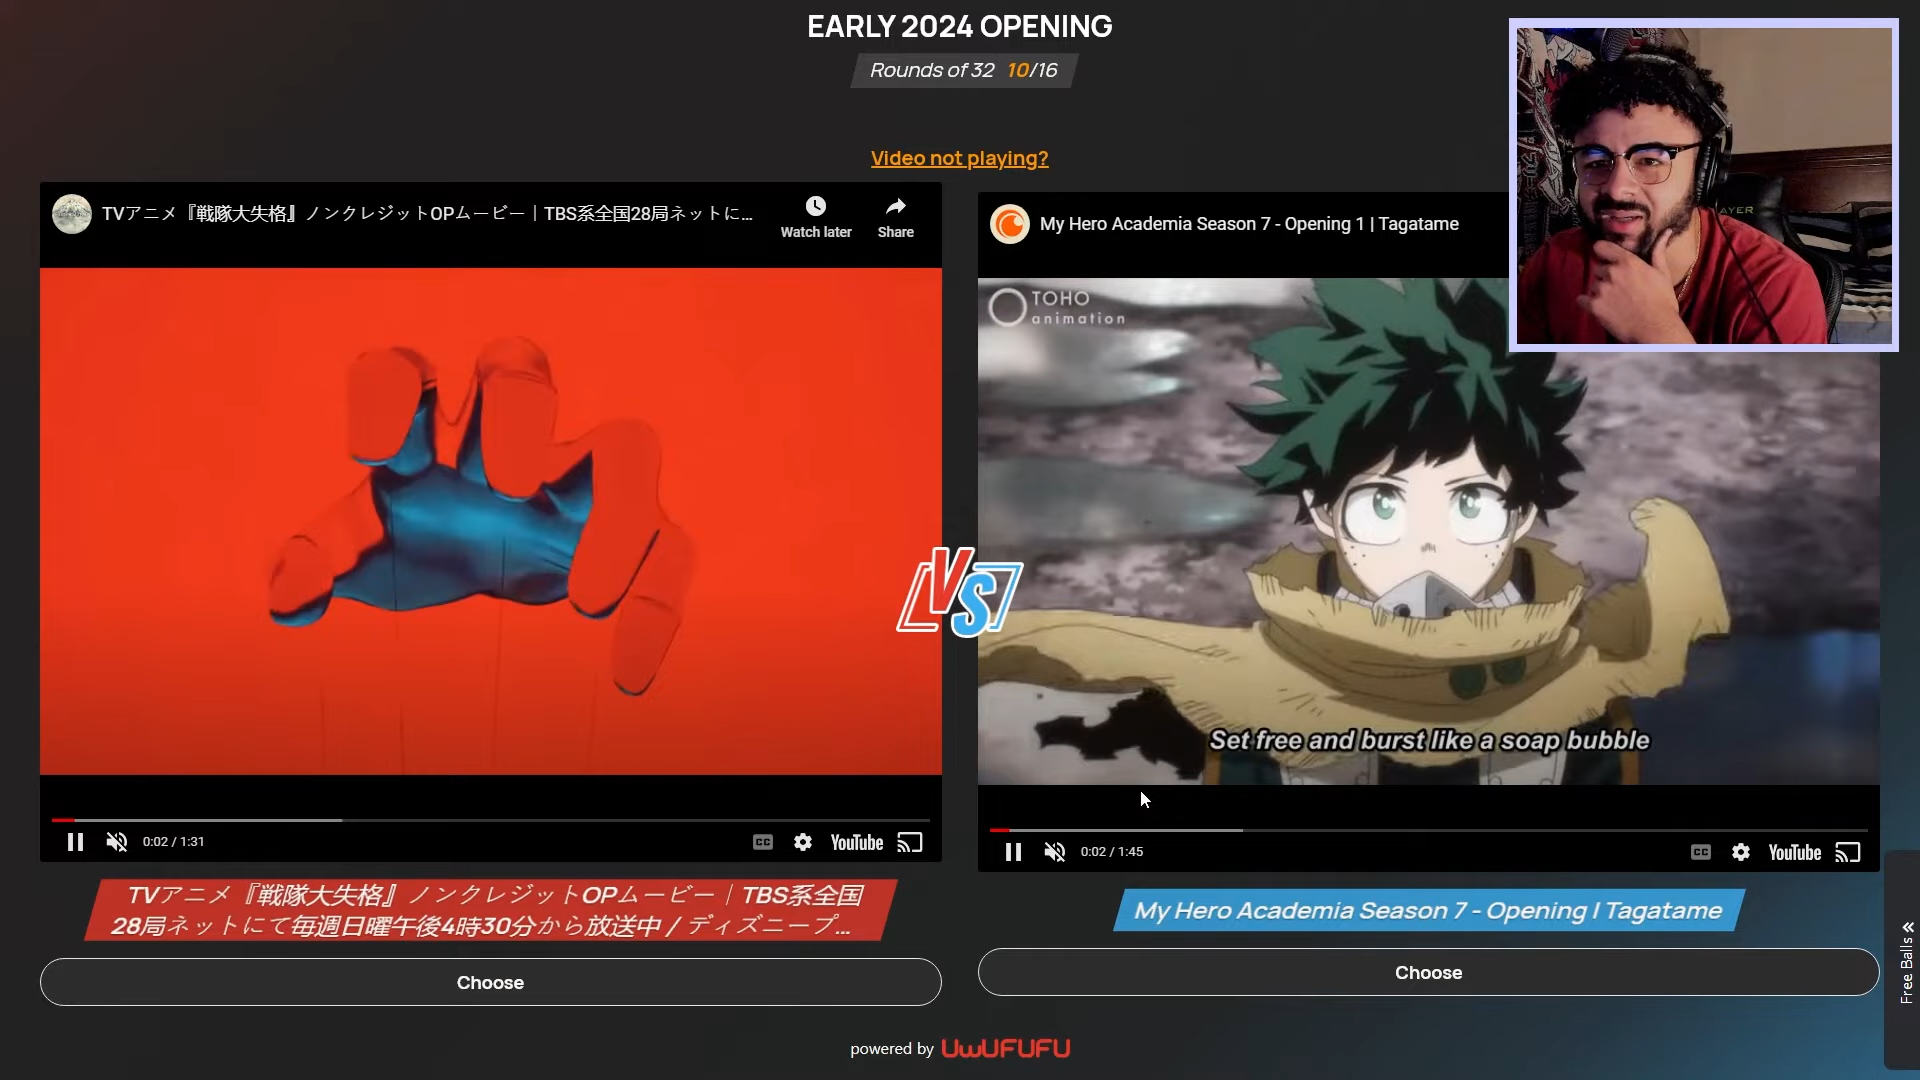 EARLY 2024 OPENING
Rounds of 32 10/16
Video not playing?
TVアニメ『戦隊大失格』ノンクレジットOPムービー｜TBS系全国28局ネットに...
Watch later
Share
My Hero Academia Season 7 - Opening 1 | Tagatame
TOHO
animation
AYER
VS
Set free and burst like a soap bubble
0:02 / 1:31
CC
YouTube
0:02 / 1:45
CC
YouTube
TVアニメ『戦隊大失格』ノンクレジットOPムービー｜TBS系全国
28局ネットにて毎週日曜午後4時30分から放送中 / ディズニープ...
My Hero Academia Season 7 - Opening 1 Tagatame
Choose
Choose
Free Balls
powered by UwUFUFU